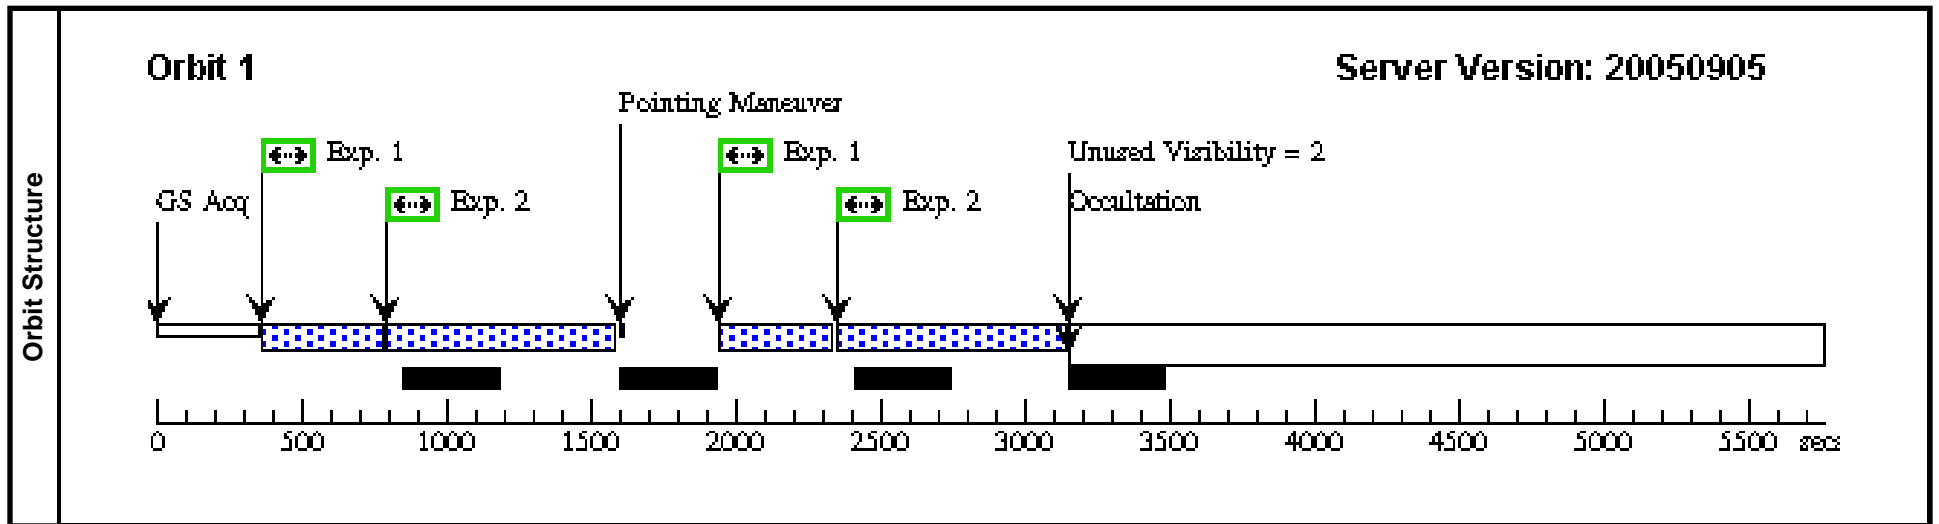 Orbit Structure
Orbit 1
Server Version: 20050905
Pointing Maneuver
Exp. 1
Exp. 1
Unused Visibility = 2
GS Acq
Exp. 2
Exp. 2
Occultation
0 500 1000 1500 2000 2500 3000 3500 4000 4500 5000 5500 secs